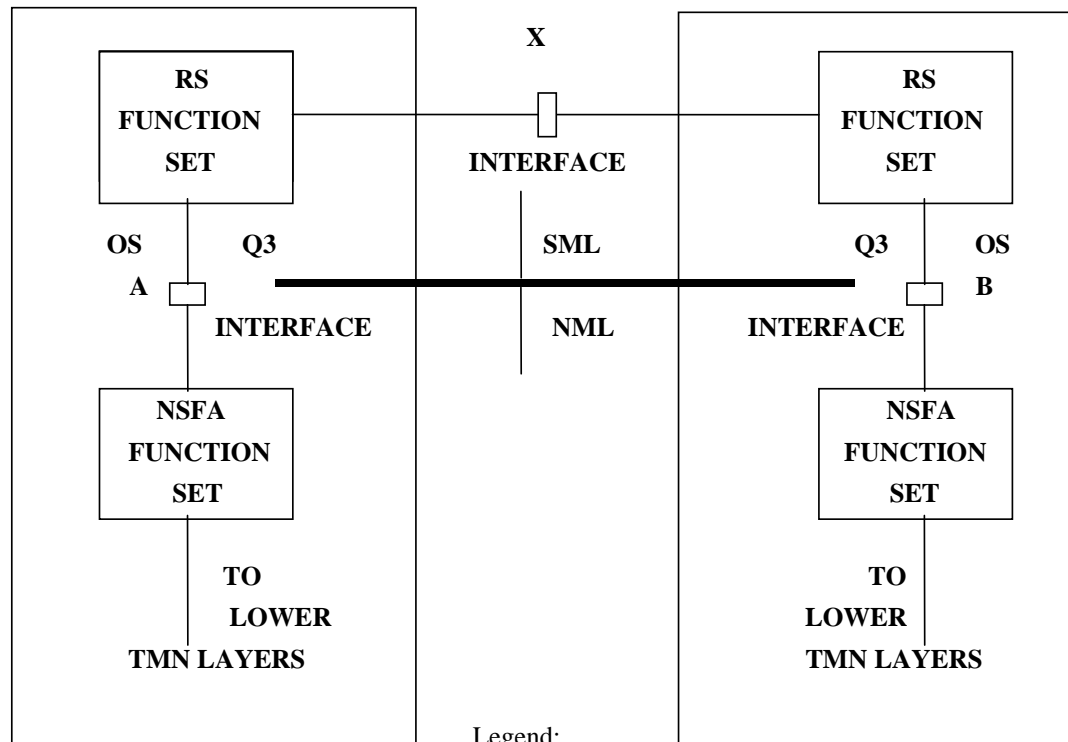 X
RS
FUNCTION
SET
RS
FUNCTION
SET
INTERFACE
OS
A
Q3
INTERFACE
SML
NML
Q3
INTERFACE
OS
B
NSFA
FUNCTION
SET
NSFA
FUNCTION
SET
TO
LOWER
TMN LAYERS
TO
LOWER
TMN LAYERS
Legend: